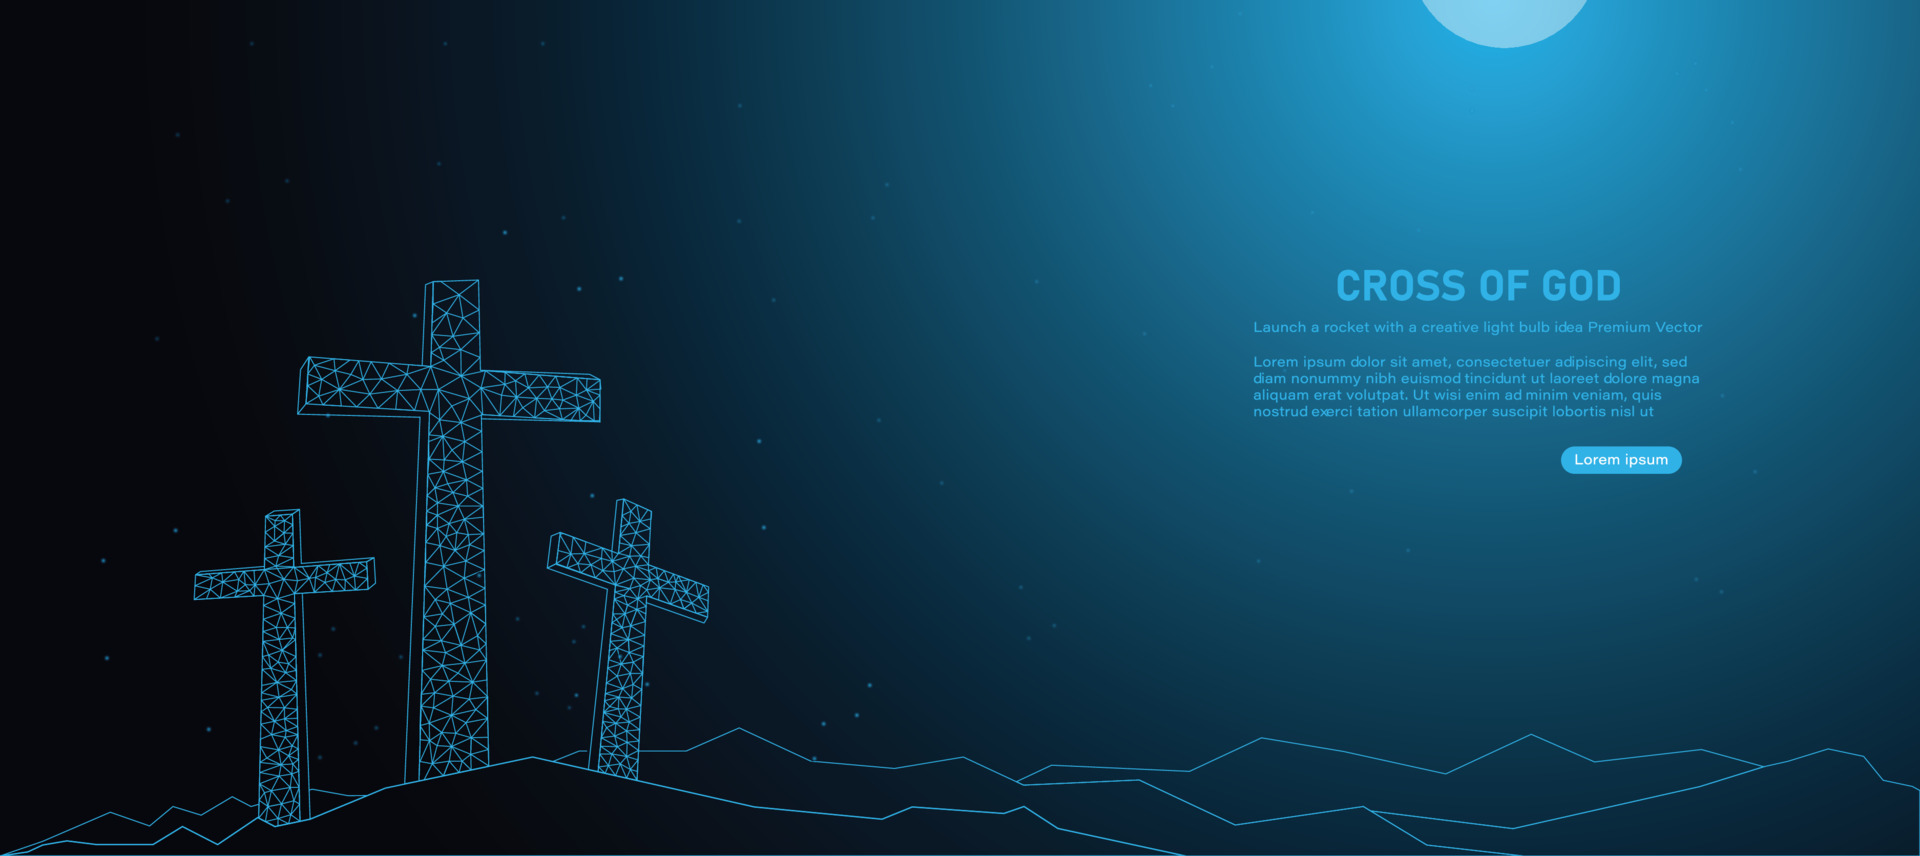 CROSS OF GOD
Launch a rocket with a creative light bulb idea Premium Vector
Lorem ipsum dolor sit amet, consectetuer adipiscing elit, sed
diam nonummy nibh euismod tincidunt ut laoreet dolore magna
aliquam erat volutpat. Ut wisi enim ad minim veniam, quis
nostrud exerci tation ullamcorper suscipit lobortis nisl ut
Lorem ipsum